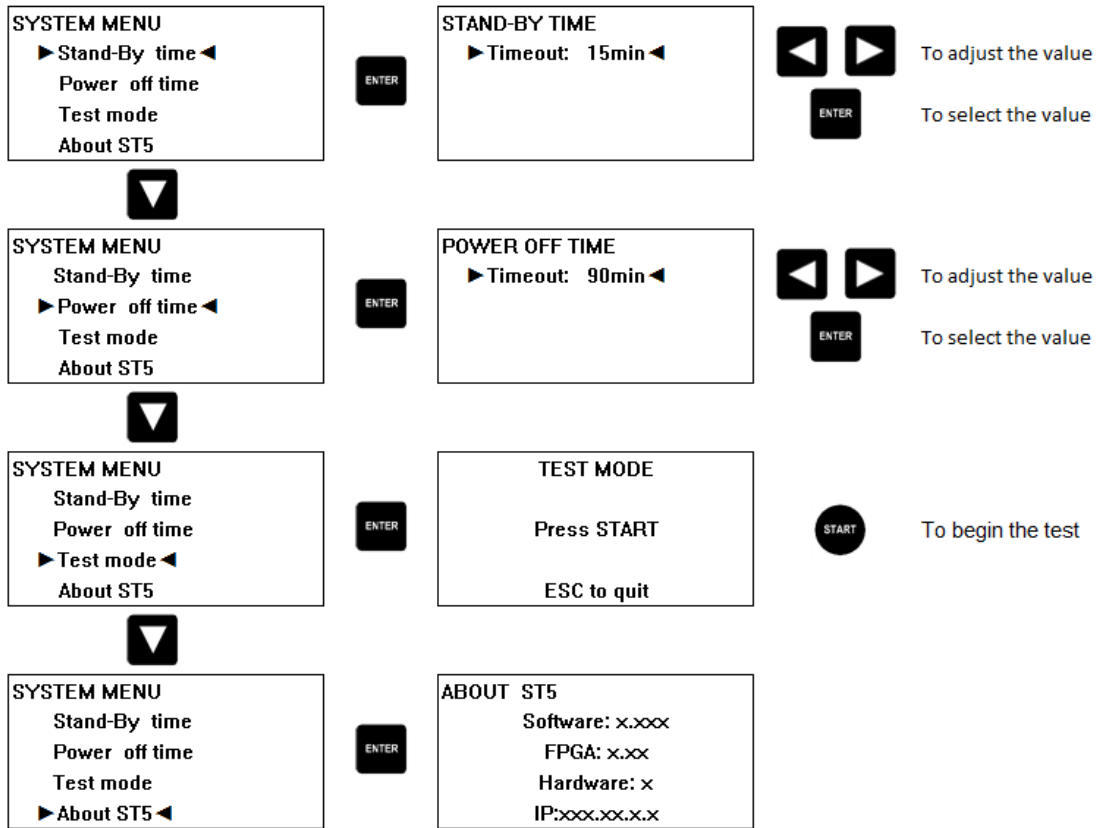 SYSTEM MENU
►Stand-By time◄
Power off time
Test mode
About ST5
ENTER
STAND-BY TIME
►Timeout: 15min◄
To adjust the value
ENTER
To select the value
SYSTEM MENU
Stand-By time
►Power off time◄
Test mode
About ST5
ENTER
POWER OFF TIME
►Timeout: 90min◄
To adjust the value
ENTER
To select the value
SYSTEM MENU
Stand-By time
Power off time
►Test mode◄
About ST5
ENTER
TEST MODE
Press START
ESC to quit
START
To begin the test
SYSTEM MENU
Stand-By time
Power off time
Test mode
►About ST5◄
ENTER
ABOUT ST5
Software: x.xxx
FPGA: x.xx
Hardware: x
IP:xxx.xx.x.x